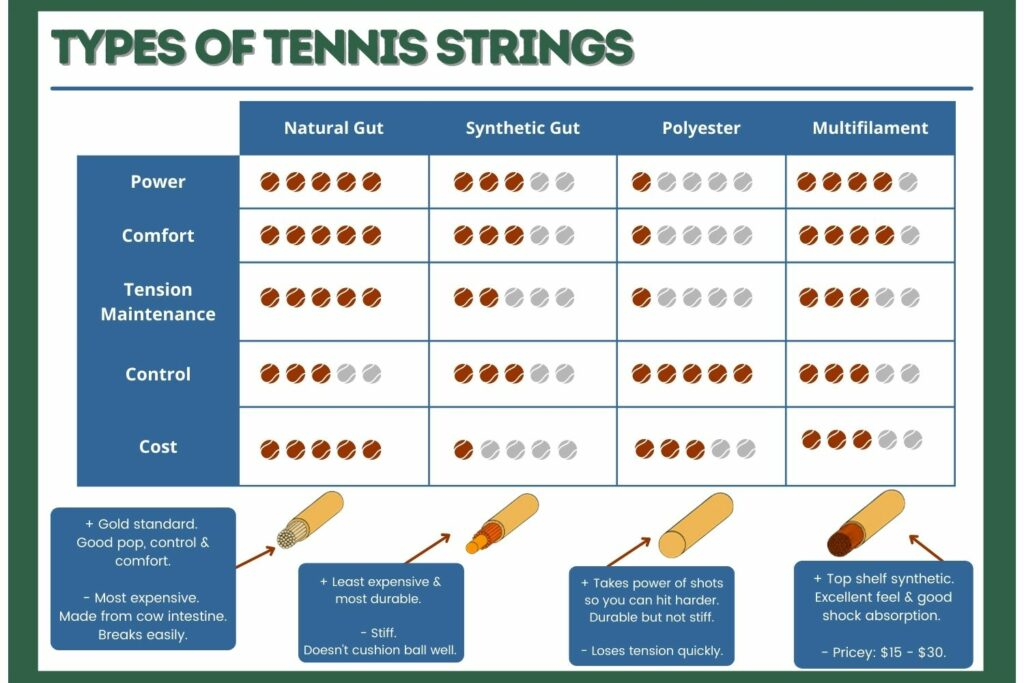 TYPES OF TENNIS STRINGS
Natural Gut
Synthetic Gut
Polyester
Multifilament
Power
Comfort
Tension
Maintenance
Control
Cost
+ Gold standard.
Good pop, control &
comfort.
- Most expensive.
Made from cow intestine.
Breaks easily.
+ Least expensive &
most durable.
- Stiff.
Doesn't cushion ball well.
+ Takes power of shots
so you can hit harder.
Durable but not stiff.
- Loses tension quickly.
+ Top shelf synthetic.
Excellent feel & good
shock absorption.
- Pricey: $15 - $30.